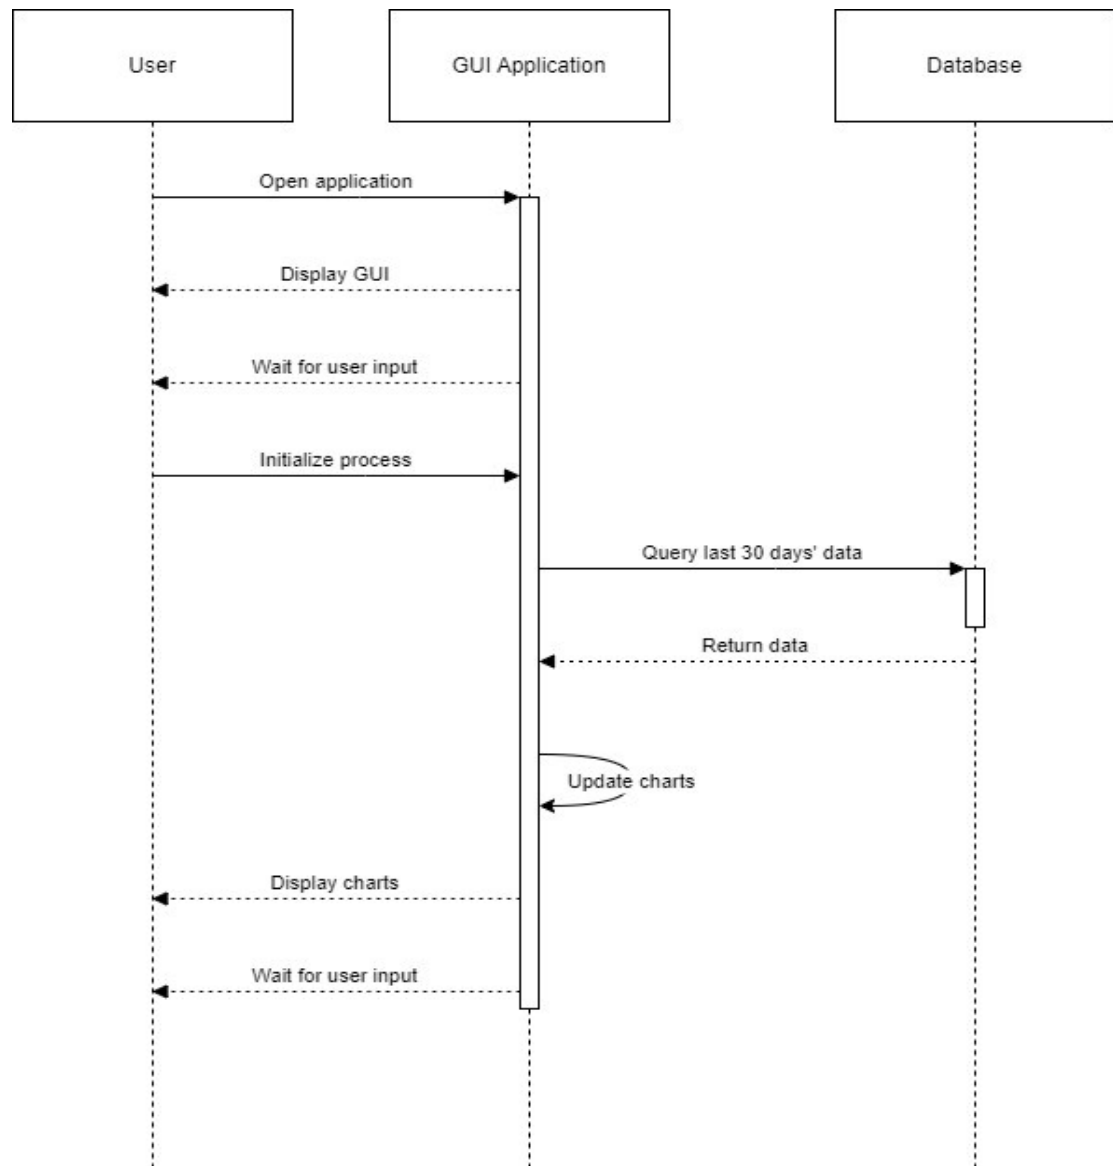 User
GUI Application
Database
Open application
Display GUI
Wait for user input
Initialize process
Query last 30 days' data
Return data
Update charts
Display charts
Wait for user input